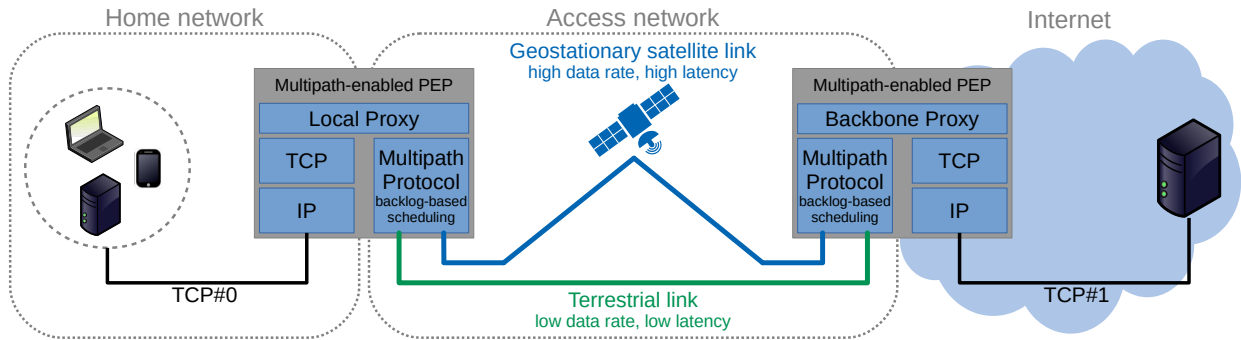 Home network
Access network
Internet
Geostationary satellite link
high data rate, high latency
Multipath-enabled PEP
Local Proxy
TCP
IP
Multipath
Protocol
backlog-based
scheduling
Multipath-enabled PEP
Backbone Proxy
Multipath
Protocol
backlog-based
scheduling
TCP
IP
TCP#0
Terrestrial link
low data rate, low latency
TCP#1